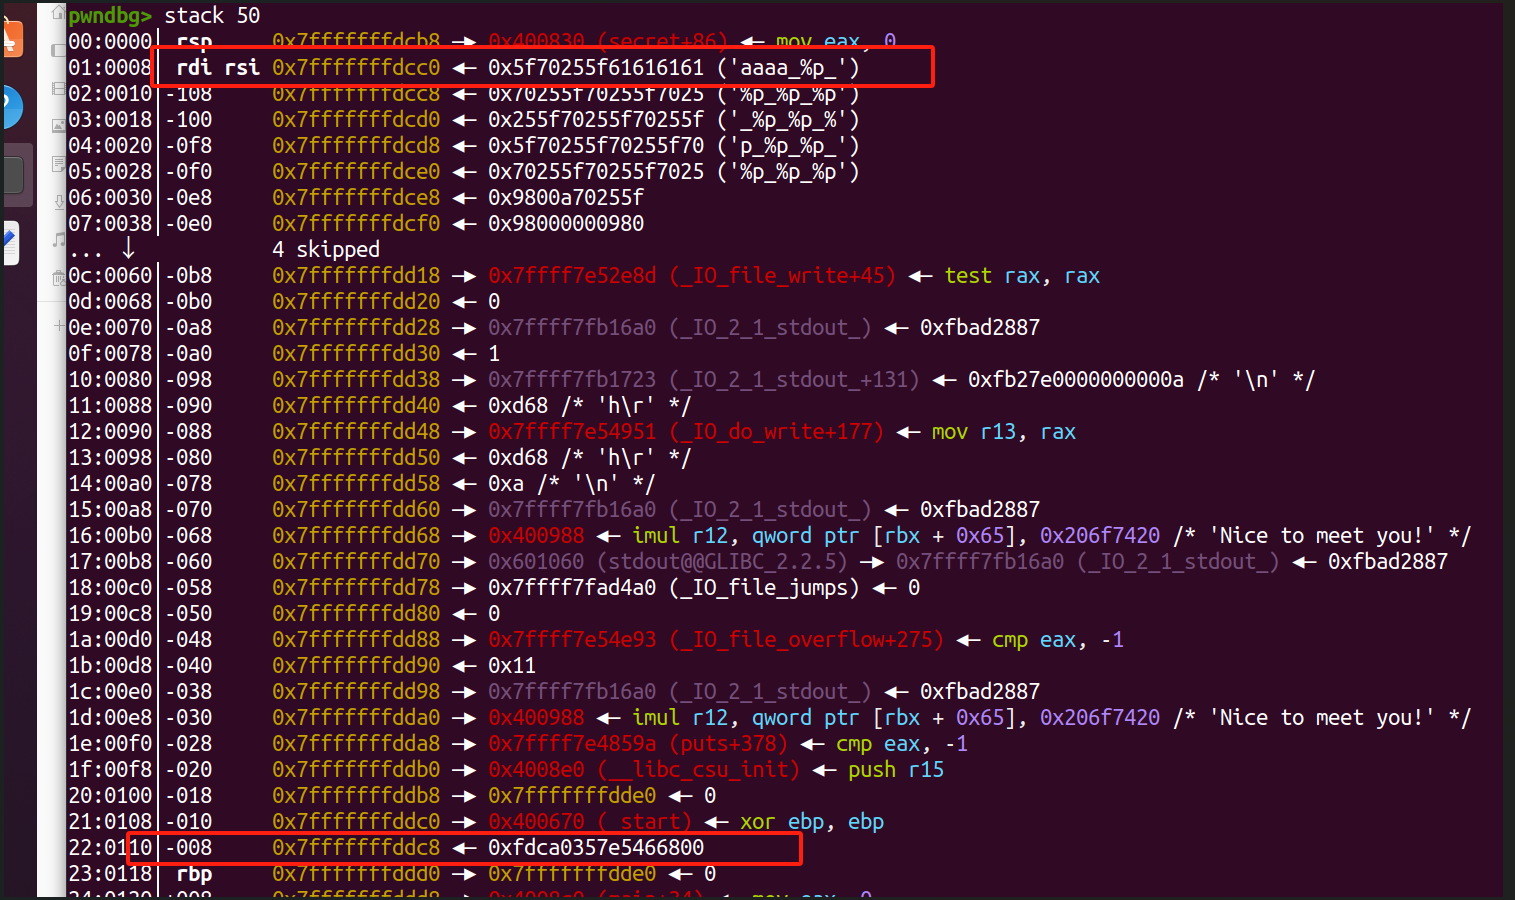 pwndbg> stack 50
00:0000│ rsp 0x7fffffffdcb8 —▸ 0x400830 (secret+86) ◂— mov eax, 0
01:0008│ rdi rsi 0x7fffffffdcc0 ◂— 0x5f70255f61616161 ('aaaa_%p_')
02:0010│-108 0x7fffffffdcc8 ◂— 0x70255f70255f7025 ('%p_%p_%p')
03:0018│-100 0x7fffffffdcd0 ◂— 0x255f70255f70255f ('_%p_%p_%')
04:0020│-0f8 0x7fffffffdcd8 ◂— 0x5f70255f70255f70 ('p_%p_%p_')
05:0028│-0f0 0x7fffffffdce0 ◂— 0x70255f70255f7025 ('%p_%p_%p')
06:0030│-0e8 0x7fffffffdce8 ◂— 0x9800a70255f
07:0038│-0e0 0x7fffffffdcf0 ◂— 0x98000000980
... ↓ 4 skipped
0c:0060│-0b8 0x7fffffffdd18 —▸ 0x7ffff7e52e8d (_IO_file_write+45) ◂— test rax, rax
0d:0068│-0b0 0x7fffffffdd20 ◂— 0
0e:0070│-0a8 0x7fffffffdd28 —▸ 0x7ffff7fb16a0 (_IO_2_1_stdout_) ◂— 0xfbad2887
0f:0078│-0a0 0x7fffffffdd30 ◂— 1
10:0080│-098 0x7fffffffdd38 —▸ 0x7ffff7fb1723 (_IO_2_1_stdout_+131) ◂— 0xfb27e0000000000a /* '\n' */
11:0088│-090 0x7fffffffdd40 ◂— 0xd68 /* 'h\r' */
12:0090│-088 0x7fffffffdd48 —▸ 0x7ffff7e54951 (_IO_do_write+177) ◂— mov r13, rax
13:0098│-080 0x7fffffffdd50 ◂— 0xd68 /* 'h\r' */
14:00a0│-078 0x7fffffffdd58 ◂— 0xa /* '\n' */
15:00a8│-070 0x7fffffffdd60 —▸ 0x7ffff7fb16a0 (_IO_2_1_stdout_) ◂— 0xfbad2887
16:00b0│-068 0x7fffffffdd68 —▸ 0x400988 ◂— imul r12, qword ptr [rbx + 0x65], 0x206f7420 /* 'Nice to meet you!' */
17:00b8│-060 0x7fffffffdd70 —▸ 0x601060 (stdout@@GLIBC_2.2.5) —▸ 0x7ffff7fb16a0 (_IO_2_1_stdout_) ◂— 0xfbad2887
18:00c0│-058 0x7fffffffdd78 —▸ 0x7ffff7fad4a0 (_IO_file_jumps) ◂— 0
19:00c8│-050 0x7fffffffdd80 ◂— 0
1a:00d0│-048 0x7fffffffdd88 —▸ 0x7ffff7e54e93 (_IO_file_overflow+275) ◂— cmp eax, -1
1b:00d8│-040 0x7fffffffdd90 ◂— 0x11
1c:00e0│-038 0x7fffffffdd98 —▸ 0x7ffff7fb16a0 (_IO_2_1_stdout_) ◂— 0xfbad2887
1d:00e8│-030 0x7fffffffdda0 —▸ 0x400988 ◂— imul r12, qword ptr [rbx + 0x65], 0x206f7420 /* 'Nice to meet you!' */
1e:00f0│-028 0x7fffffffdda8 —▸ 0x7ffff7e4859a (puts+378) ◂— cmp eax, -1
1f:00f8│-020 0x7fffffffddb0 —▸ 0x4008e0 (__libc_csu_init) ◂— push r15
20:0100│-018 0x7fffffffddb8 —▸ 0x7fffffffdde0 ◂— 0
21:0108│-010 0x7fffffffddc0 —▸ 0x400670 (_start) ◂— xor ebp, ebp
22:0110│-008 0x7fffffffddc8 ◂— 0xfdca0357e5466800
23:0118│ rbp 0x7fffffffddd0 —▸ 0x7fffffffdde0 ◂— 0